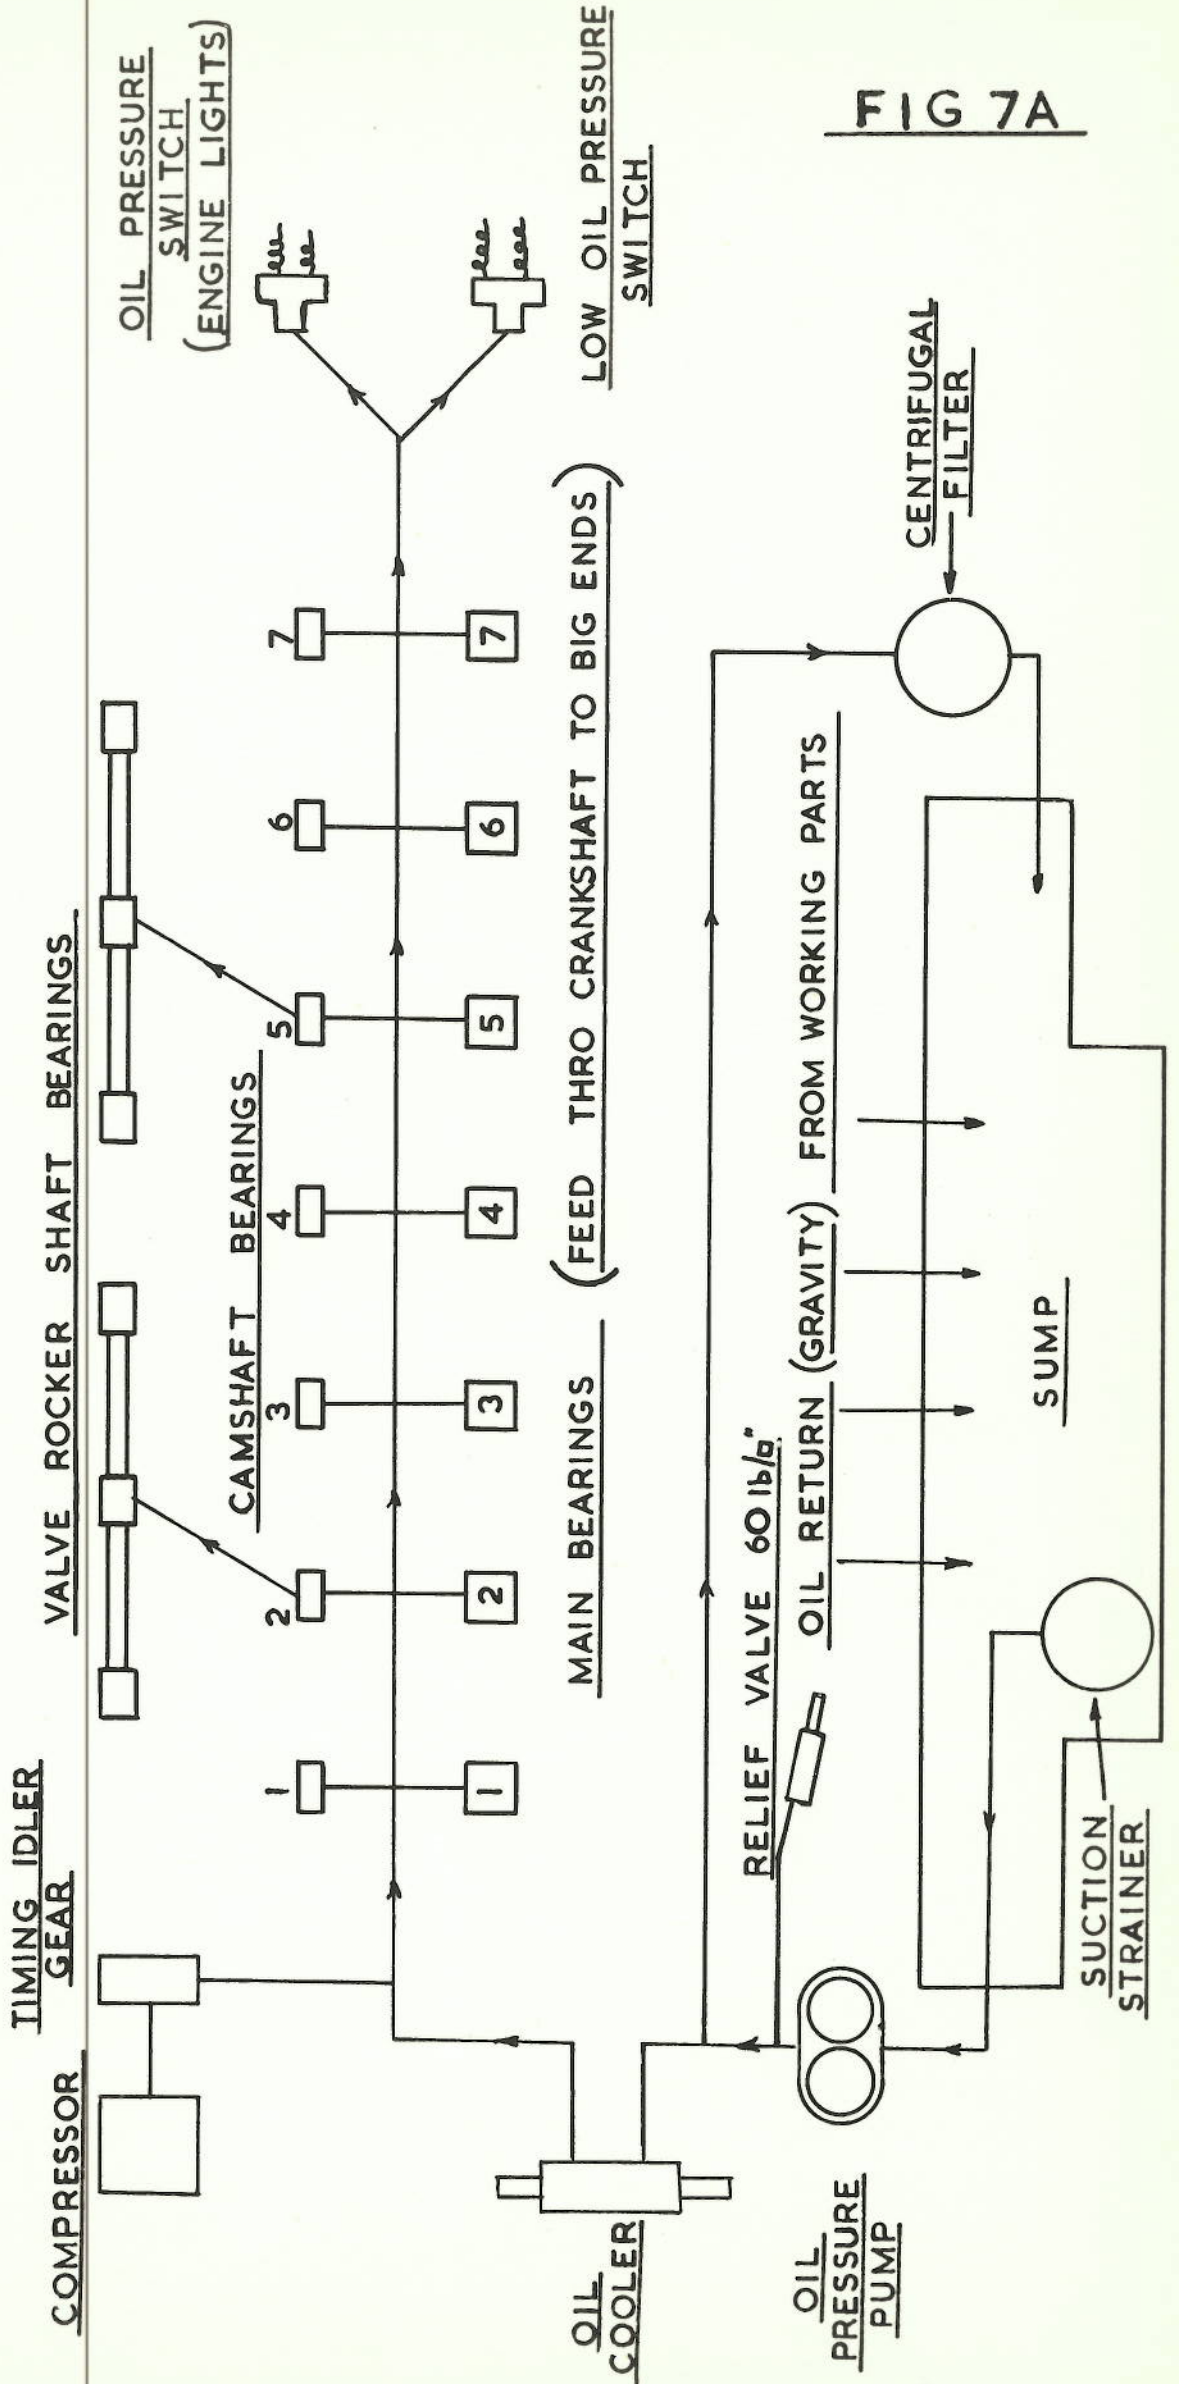 FIG 7A
COMPRESSOR
TIMING IDLER
GEAR
VALVE ROCKER SHAFT BEARINGS
OIL PRESSURE
SWITCH
(ENGINE LIGHTS)
CAMSHAFT BEARINGS
1 2 3 4 5 6 7
1 2 3 4 5 6 7
MAIN BEARINGS (FEED THRO CRANKSHAFT TO BIG ENDS)
LOW OIL PRESSURE
SWITCH
OIL
COOLER
RELIEF VALVE 60 lb/□"
OIL RETURN (GRAVITY) FROM WORKING PARTS
CENTRIFUGAL
FILTER
OIL
PRESSURE
PUMP
SUMP
SUCTION
STRAINER